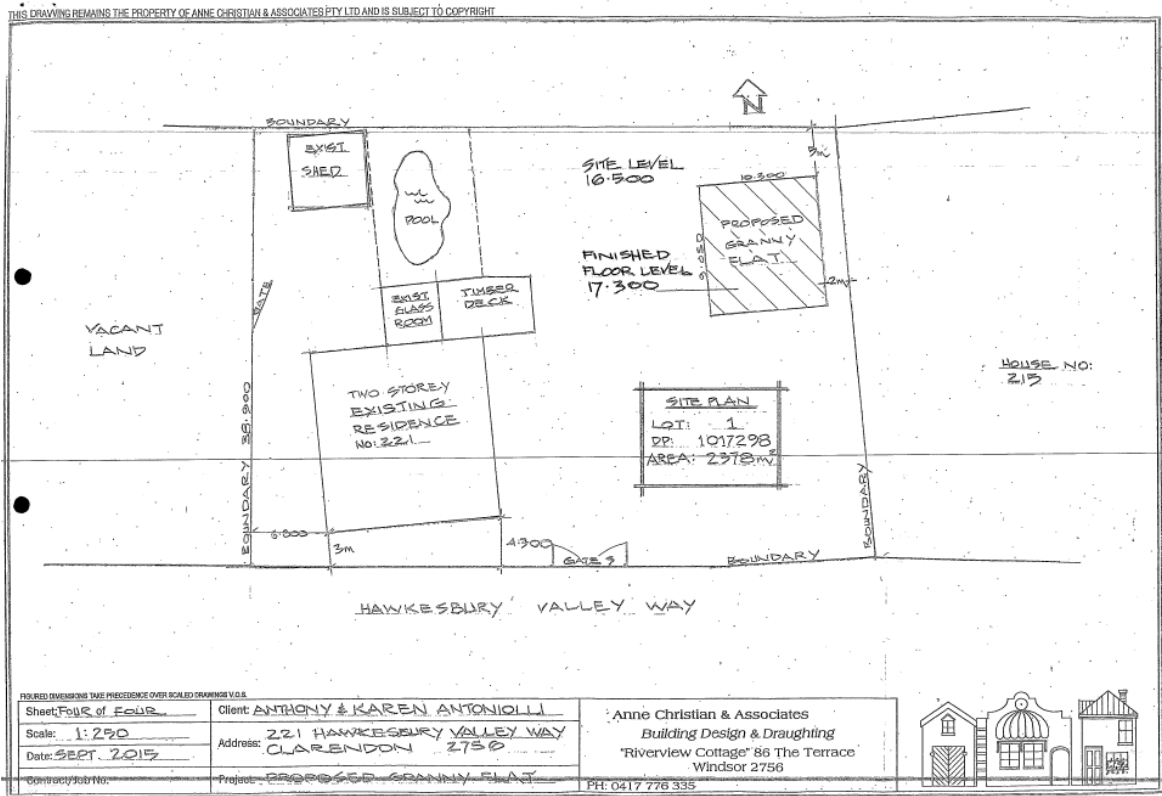 THIS DRAWING REMAINS THE PROPERTY OF ANNE CHRISTIAN & ASSOCIATES PTY LTD AND IS SUBJECT TO COPYRIGHT
BOUNDARY
N
EXIST
SHED
POOL
SITE LEVEL
16.500
5m
10.300
PROPOSED
GRANNY
FLAT
9.050
2m
FINISHED
FLOOR LEVEL
17.300
GATE
EXIST
GLASS
ROOM
TIMBER
DECK
VACANT
LAND
HOUSE NO:
215
TWO STOREY
EXISTING
RESIDENCE
NO: 221
SITE PLAN
LOT: 1
DP: 1017298
AREA: 2378m²
BOUNDARY 38.900
BOUNDARY
6.800
3m
4.300
GATES
BOUNDARY
HAWKESBURY VALLEY WAY
FIGURED DIMENSIONS TAKE PRECEDENCE OVER SCALED DRAWINGS V.O.S.
Sheet: FOUR of FOUR
Scale: 1:250
Date: SEPT. 2015
Contract/Job No:
Client: ANTHONY & KAREN ANTONIOLLI
Address: 221 HAWKESBURY VALLEY WAY
CLARENDON 2756
Project: PROPOSED GRANNY FLAT
Anne Christian & Associates
Building Design & Draughting
"Riverview Cottage" 86 The Terrace
Windsor 2756
PH: 0417 776 335